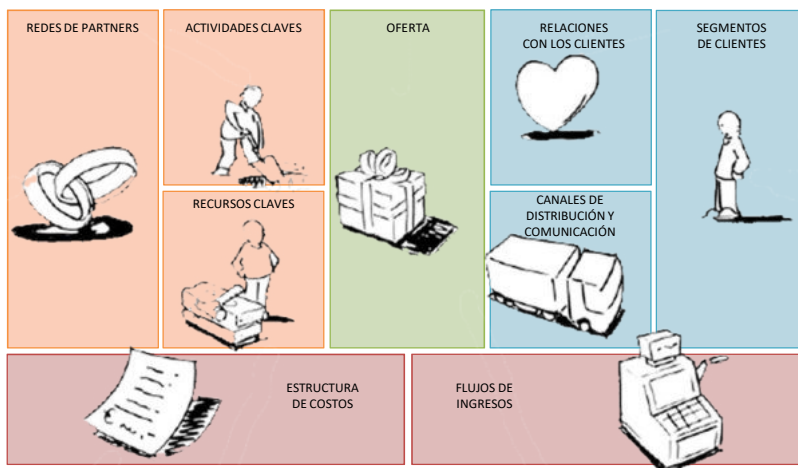 REDES DE PARTNERS
ACTIVIDADES CLAVES
RECURSOS CLAVES
OFERTA
RELACIONES
CON LOS CLIENTES
CANALES DE
DISTRIBUCIÓN Y
COMUNICACIÓN
SEGMENTOS
DE CLIENTES
ESTRUCTURA
DE COSTOS
FLUJOS DE
INGRESOS